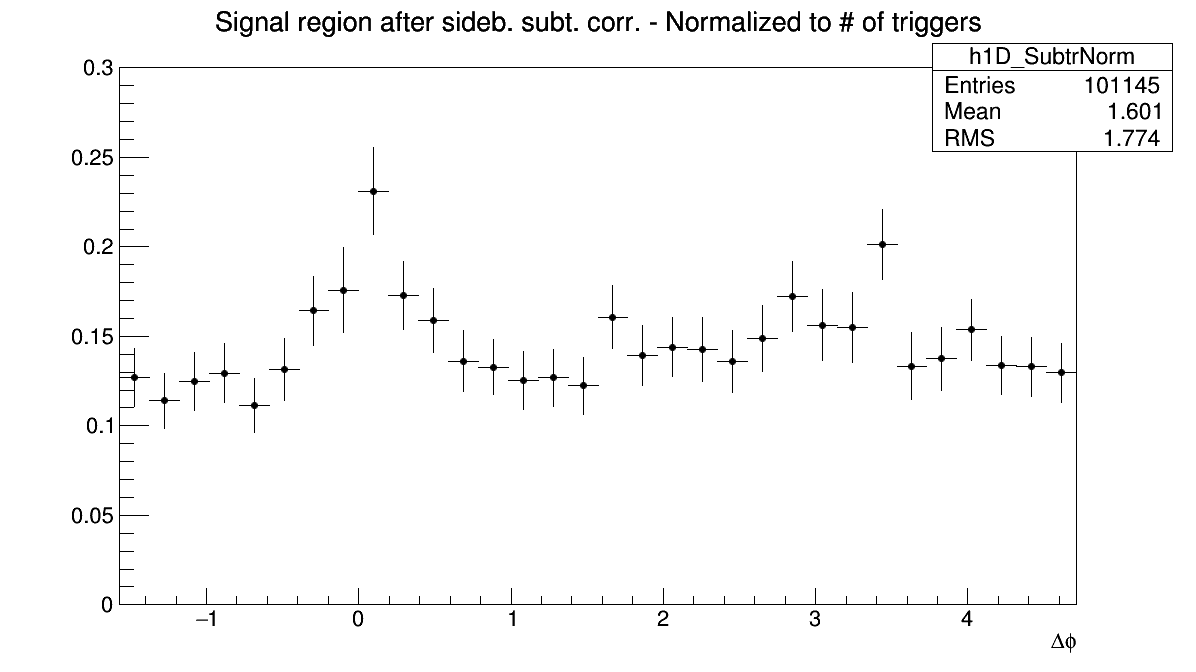 Signal region after sideb. subt. corr. - Normalized to # of triggers
h1D_SubtrNorm
Entries 101145
Mean 1.601
RMS 1.774
0.3
0.25
0.2
0.15
0.1
0.05
0
−1 0 1 2 3 4
Δϕ